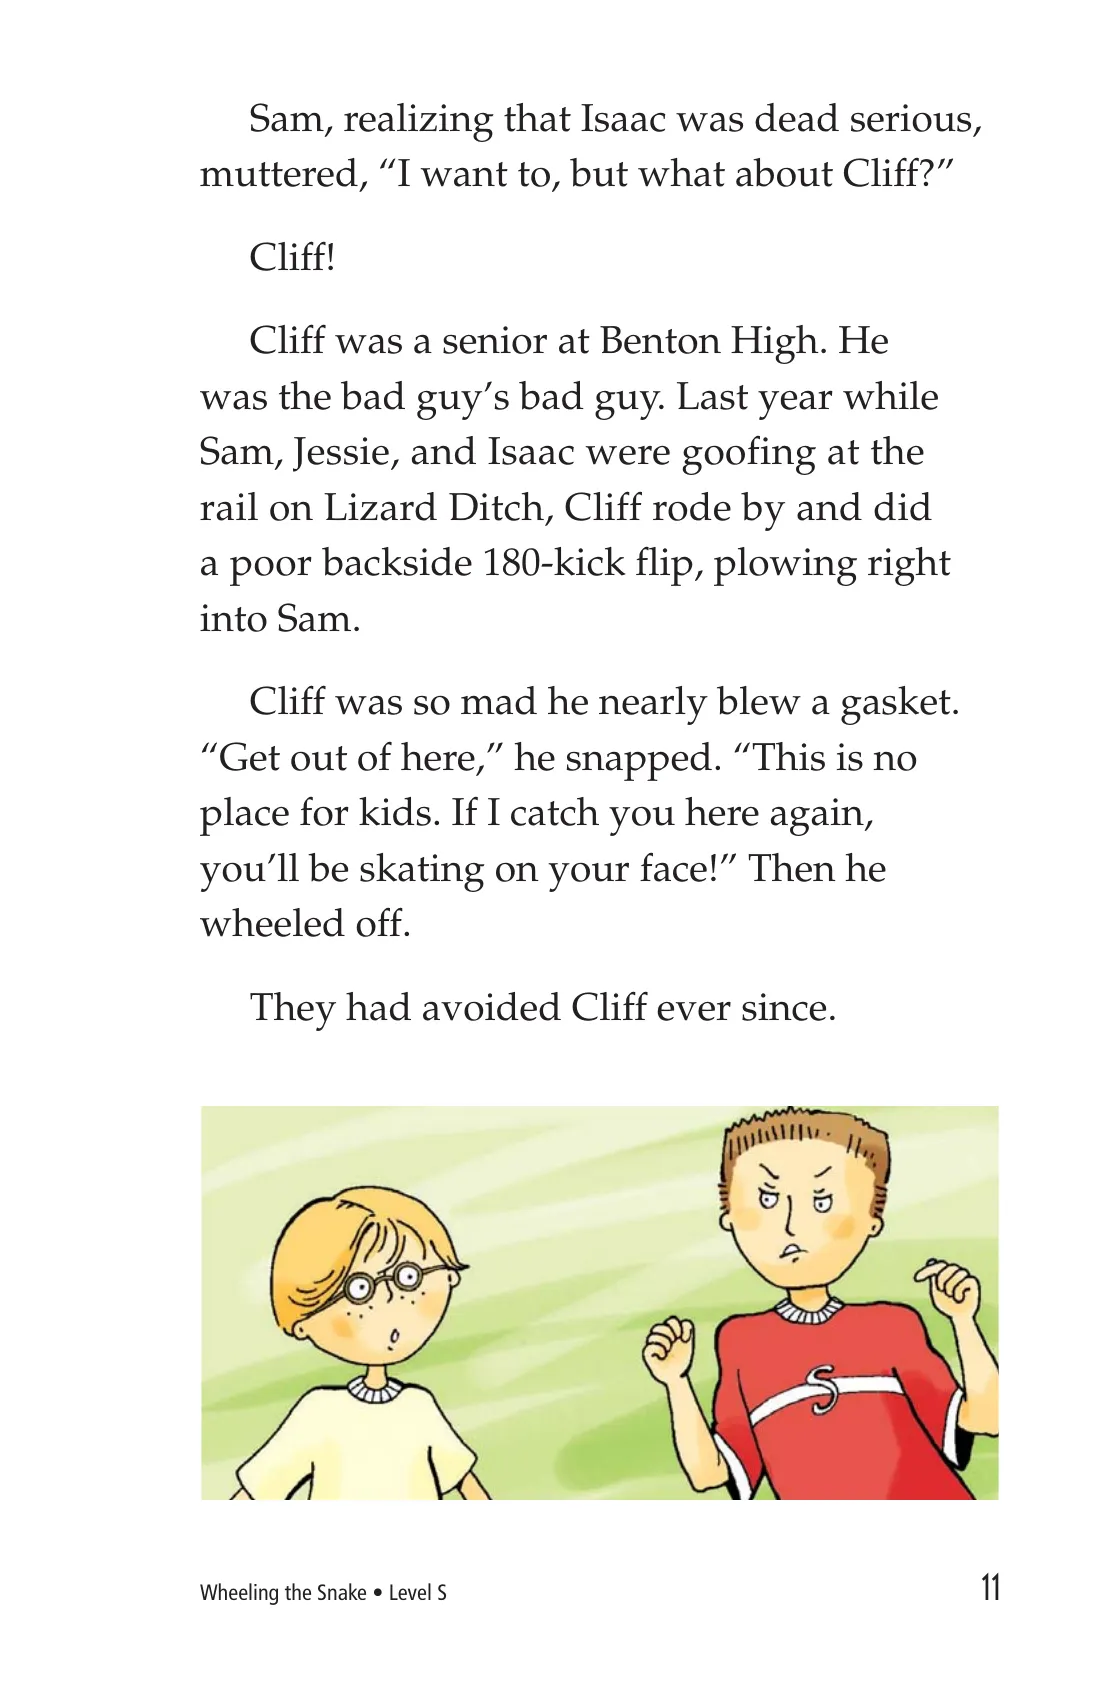 Sam, realizing that Isaac was dead serious,
muttered, “I want to, but what about Cliff?”
Cliff!
Cliff was a senior at Benton High. He
was the bad guy’s bad guy. Last year while
Sam, Jessie, and Isaac were goofing at the
rail on Lizard Ditch, Cliff rode by and did
a poor backside 180-kick flip, plowing right
into Sam.
Cliff was so mad he nearly blew a gasket.
“Get out of here,” he snapped. “This is no
place for kids. If I catch you here again,
you’ll be skating on your face!” Then he
wheeled off.
They had avoided Cliff ever since.
S
Wheeling the Snake • Level S
11